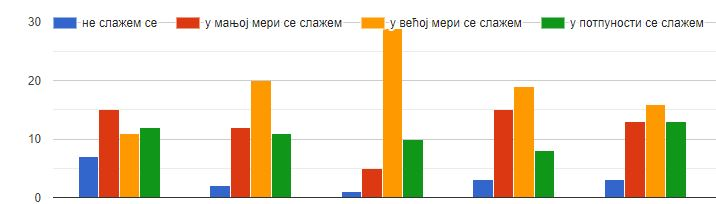 30
не слажем се у мањој мери се слажем у већој мери се слажем у потпуности се слажем
20
10
0